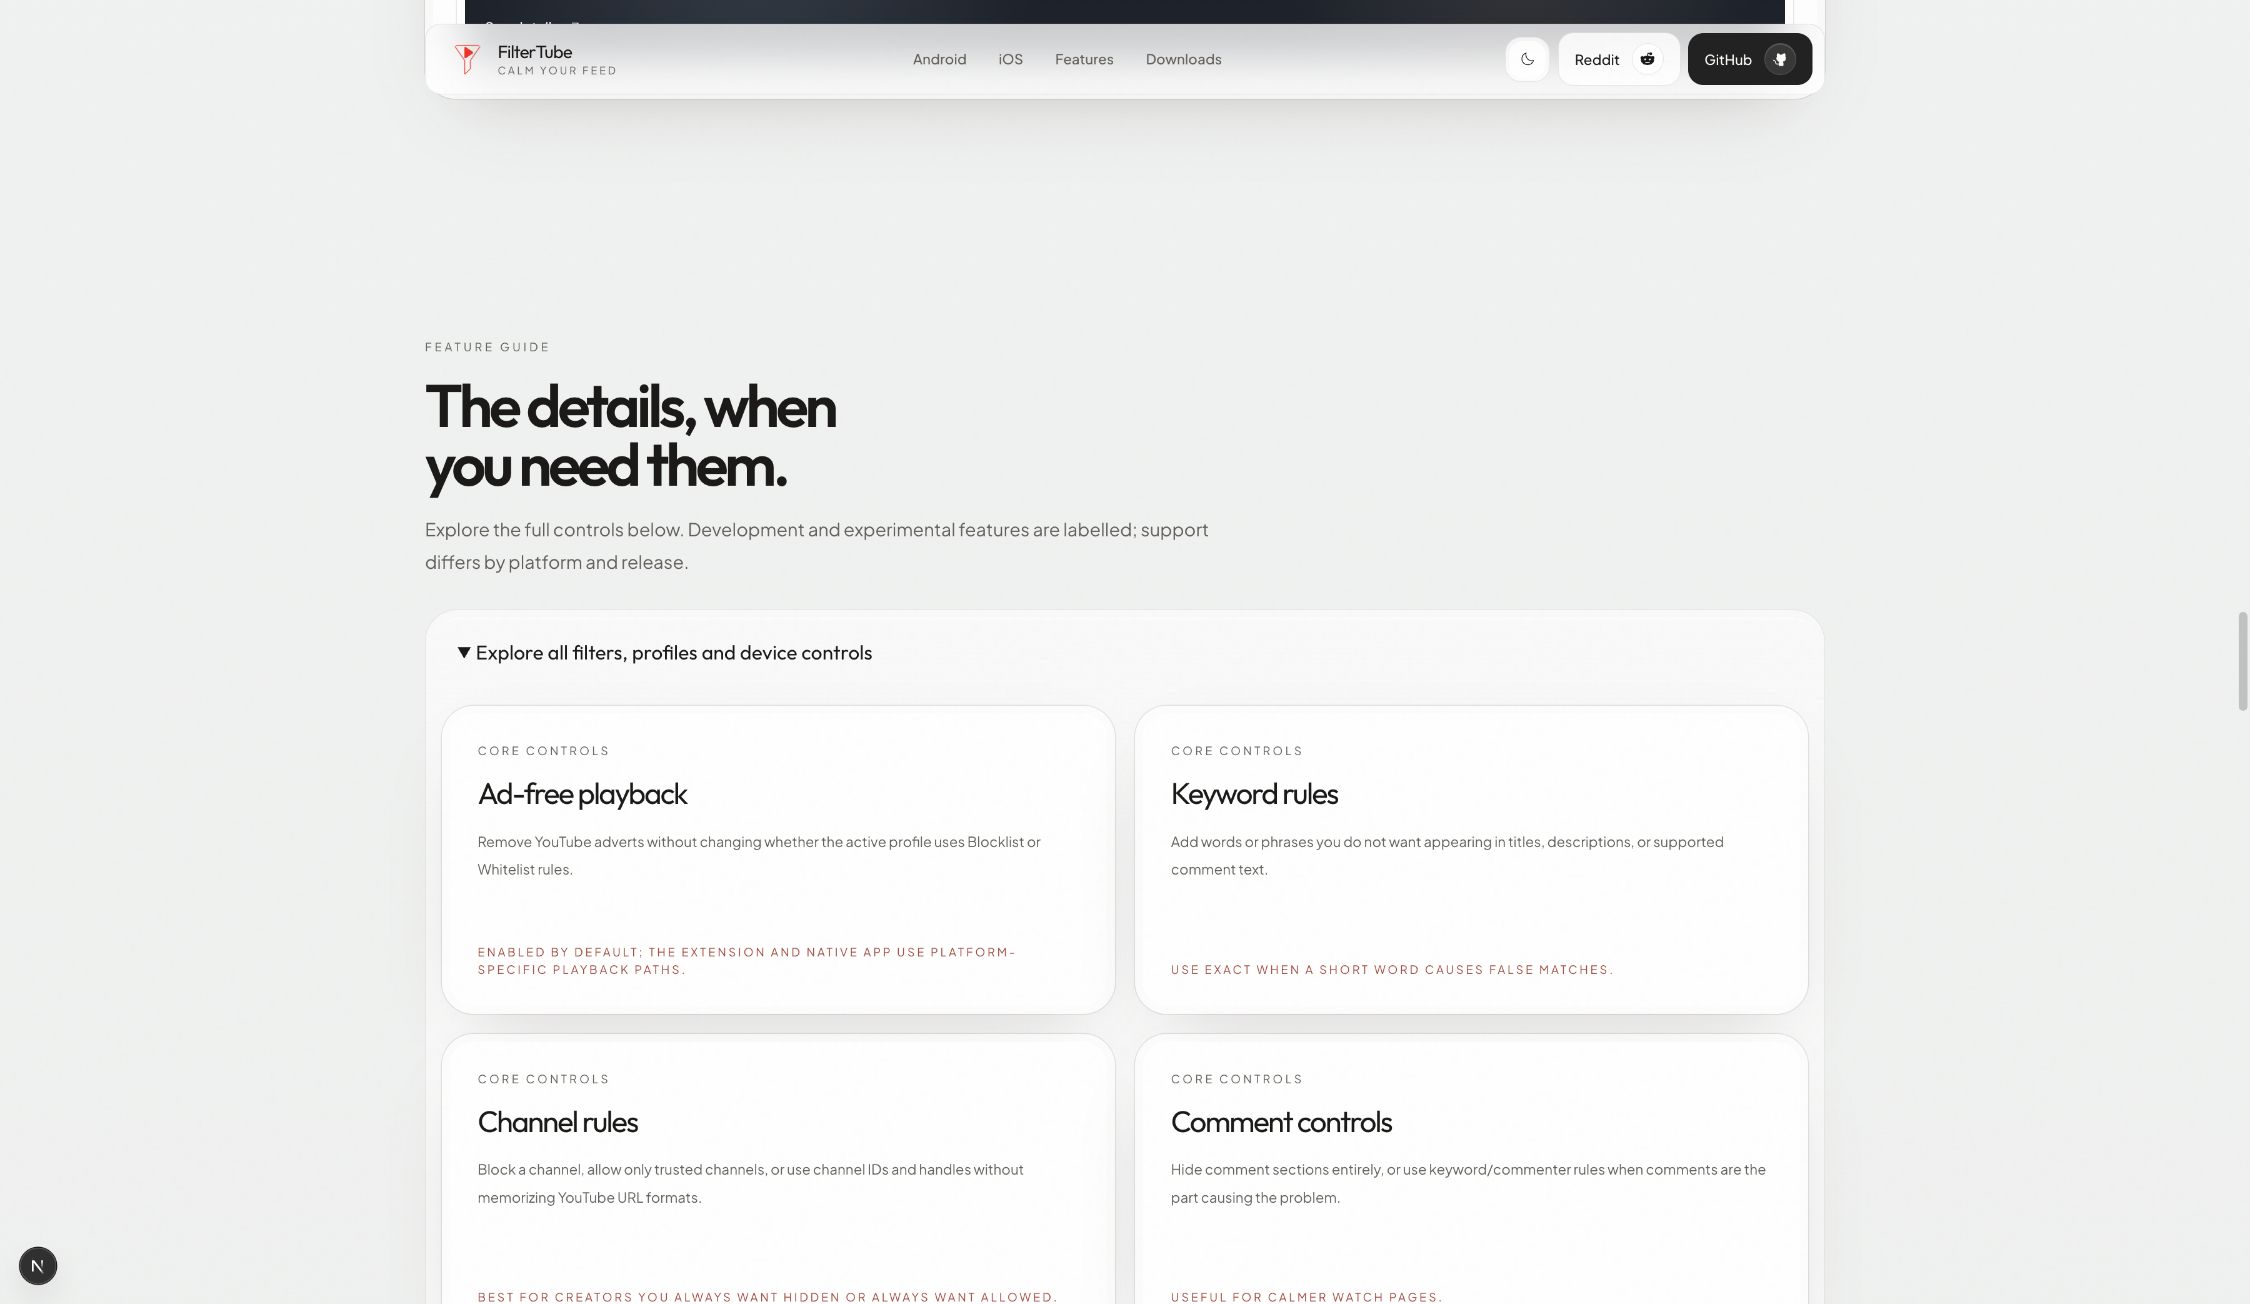 FilterTube
CALM YOUR FEED
Android
iOS
Features
Downloads
Reddit
GitHub
FEATURE GUIDE
The details, when
you need them.
Explore the full controls below. Development and experimental features are labelled; support
differs by platform and release.
▼ Explore all filters, profiles and device controls
CORE CONTROLS
Ad-free playback
Remove YouTube adverts without changing whether the active profile uses Blocklist or
Whitelist rules.
ENABLED BY DEFAULT; THE EXTENSION AND NATIVE APP USE PLATFORM-
SPECIFIC PLAYBACK PATHS.
CORE CONTROLS
Keyword rules
Add words or phrases you do not want appearing in titles, descriptions, or supported
comment text.
USE EXACT WHEN A SHORT WORD CAUSES FALSE MATCHES.
CORE CONTROLS
Channel rules
Block a channel, allow only trusted channels, or use channel IDs and handles without
memorizing YouTube URL formats.
BEST FOR CREATORS YOU ALWAYS WANT HIDDEN OR ALWAYS WANT ALLOWED.
CORE CONTROLS
Comment controls
Hide comment sections entirely, or use keyword/commenter rules when comments are the
part causing the problem.
USEFUL FOR CALMER WATCH PAGES.
N